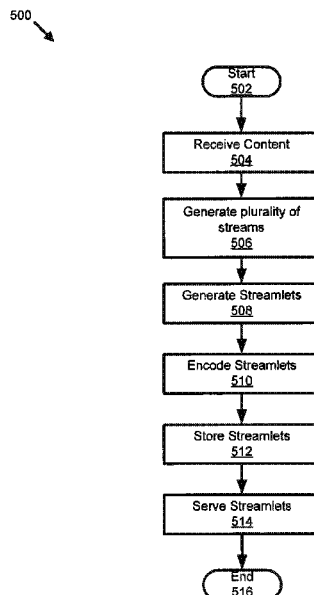 500
Start
502
Receive Content
504
Generate plurality of
streams
506
Generate Streamlets
508
Encode Streamlets
510
Store Streamlets
512
Serve Streamlets
514
End
516